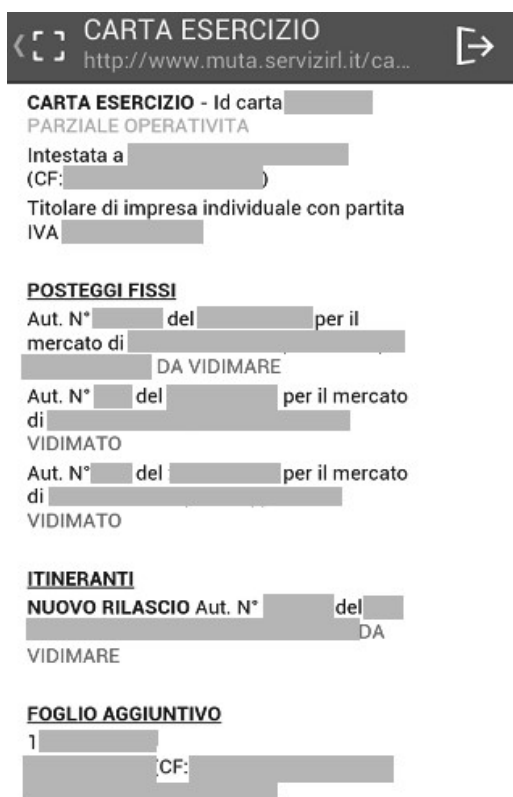 CARTA ESERCIZIO
http://www.muta.servizirl.it/ca...
CARTA ESERCIZIO - Id carta
PARZIALE OPERATIVITA
Intestata a
(CF: )
Titolare di impresa individuale con partita
IVA
POSTEGGI FISSI
Aut. N° del per il
mercato di
DA VIDIMARE
Aut. N° del per il mercato
di
VIDIMATO
Aut. N° del per il mercato
di
VIDIMATO
ITINERANTI
NUOVO RILASCIO Aut. N° del
DA
VIDIMARE
FOGLIO AGGIUNTIVO
1
(CF: